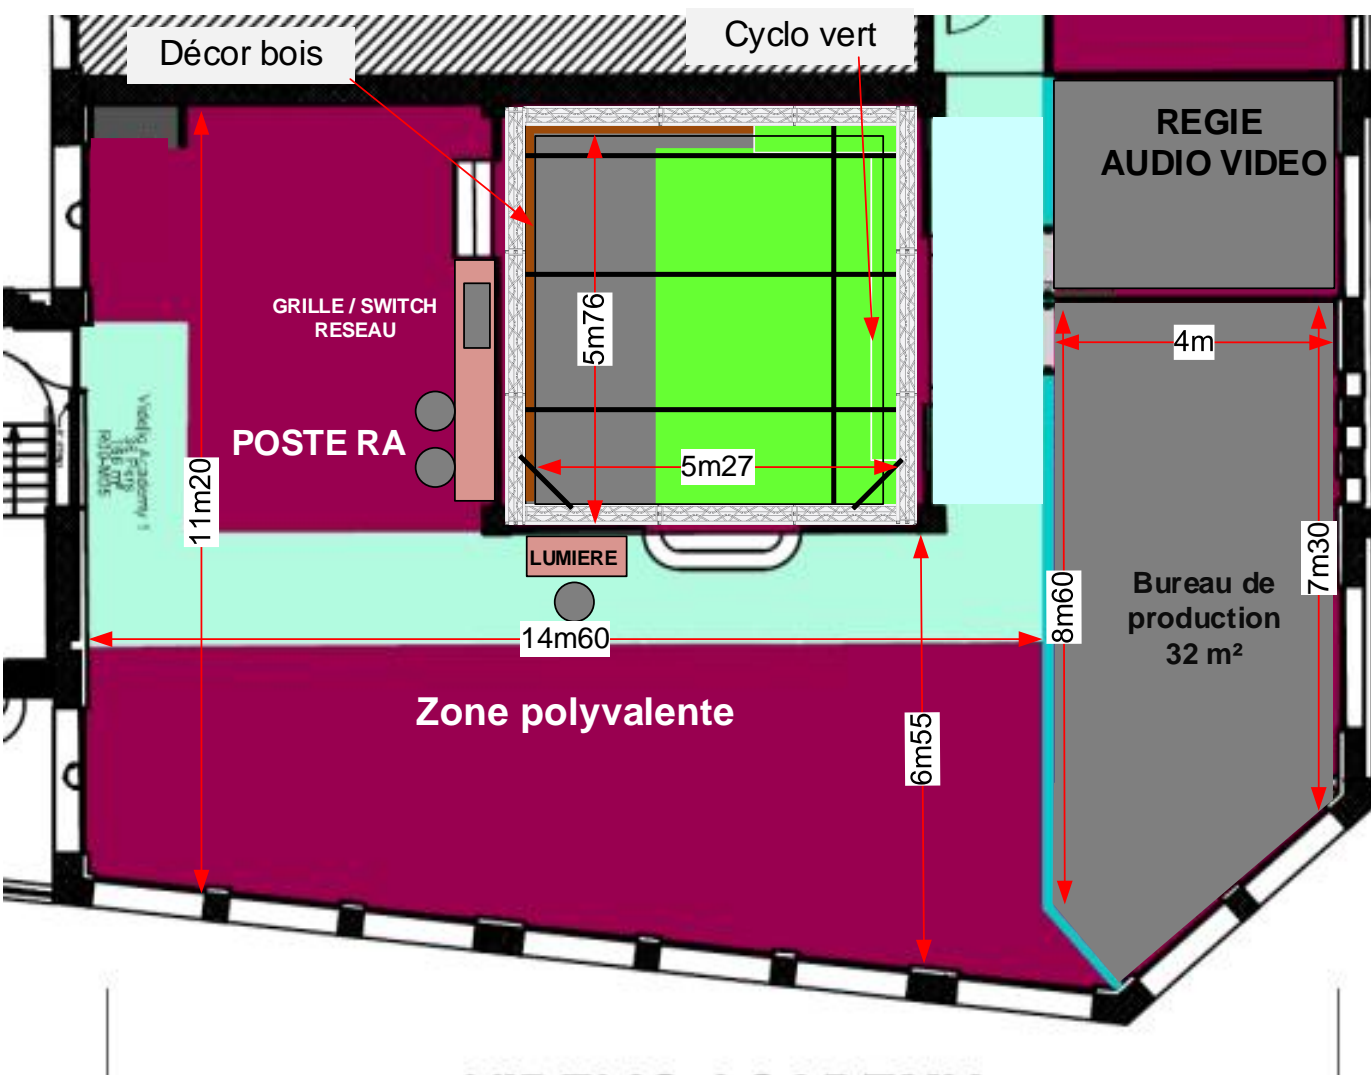 Décor bois
Cyclo vert
REGIE
AUDIO VIDEO
GRILLE / SWITCH
RESEAU
5m76
4m
POSTE RA
5m27
11m20
LUMIERE
14m60
8m60
7m30
Bureau de
production
32 m²
Zone polyvalente
6m55